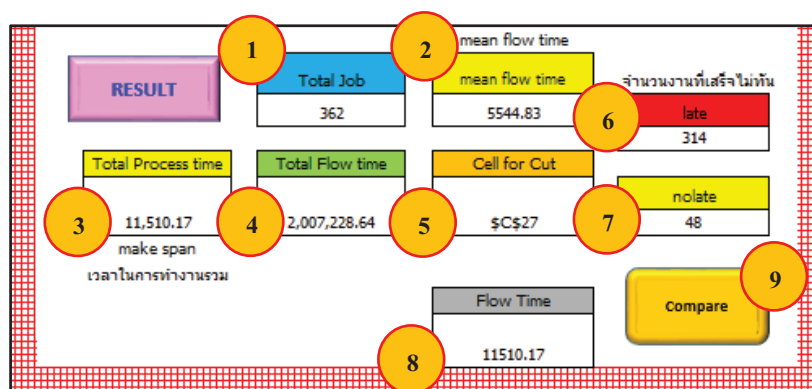 RESULT
1
Total Job
362
2
mean flow time
mean flow time
5544.83
จำนวนงานที่เสร็จไม่ทัน
6
late
314
Total Process time
3
11,510.17
make span
เวลาในการทำงานรวม
Total Flow time
4
2,007,228.64
Cell for Cut
5
$C$27
nolate
7
48
Flow Time
8
11510.17
9
Compare